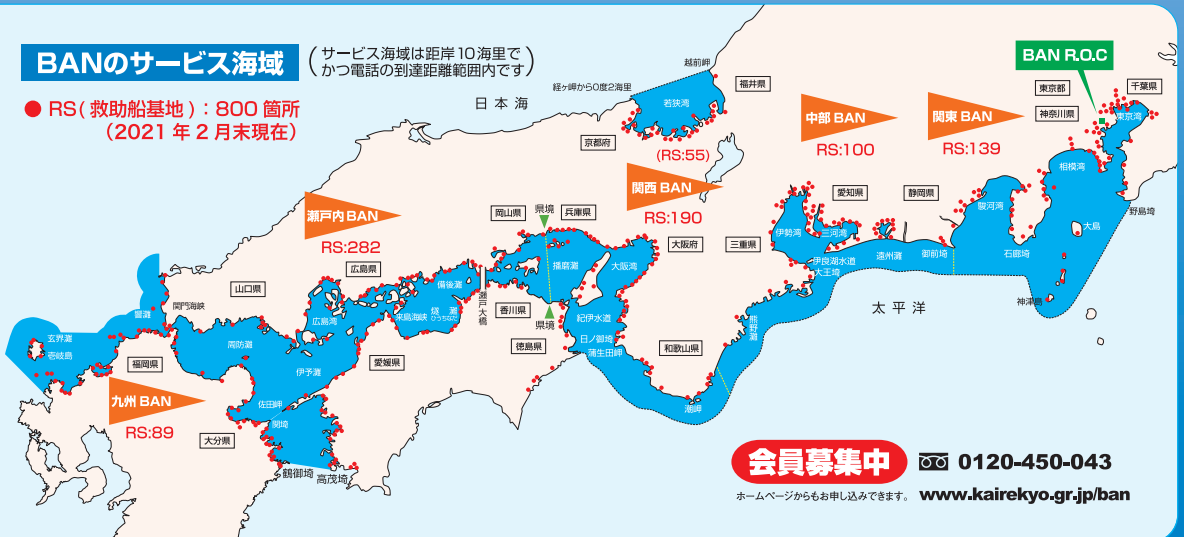 BANのサービス海域
(サービス海域は距岸10海里で
かつ電話の到達距離範囲内です)
● RS(救助船基地):800箇所
(2021年2月末現在)
日本海
経ヶ岬から0度2海里
越前岬
若狭湾
福井県
京都府
(RS:55)
BAN R.O.C
東京都
千葉県
神奈川県
東京湾
中部 BAN
RS:100
関東 BAN
RS:139
相模湾
野島埼
大島
関西 BAN
RS:190
愛知県
静岡県
駿河湾
石廊埼
神津島
伊勢湾
三河湾
遠州灘
御前埼
伊良湖水道
大王埼
三重県
太平洋
瀬戸内 BAN
RS:282
岡山県
県境
兵庫県
大阪府
播磨灘
大阪湾
広島県
備後灘
瀬戸大橋
香川県
県境
紀伊水道
日ノ御埼
蒲生田岬
徳島県
和歌山県
熊野灘
潮岬
山口県
広島湾
来島海峡
燧灘
ひうちなだ
愛媛県
関門海峡
響灘
玄界灘
壱岐島
周防灘
伊予灘
福岡県
九州 BAN
RS:89
佐田岬
関埼
大分県
鶴御埼
高茂埼
会員募集中
0120-450-043
ホームページからもお申し込みできます。
www.kairekyo.gr.jp/ban